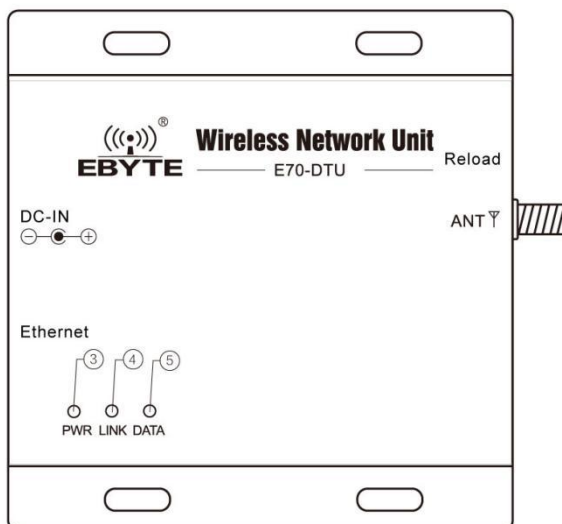 ®
EBYTE
Wireless Network Unit
E70-DTU
Reload
DC-IN
ANT
Ethernet
③ ④ ⑤
PWR LINK DATA